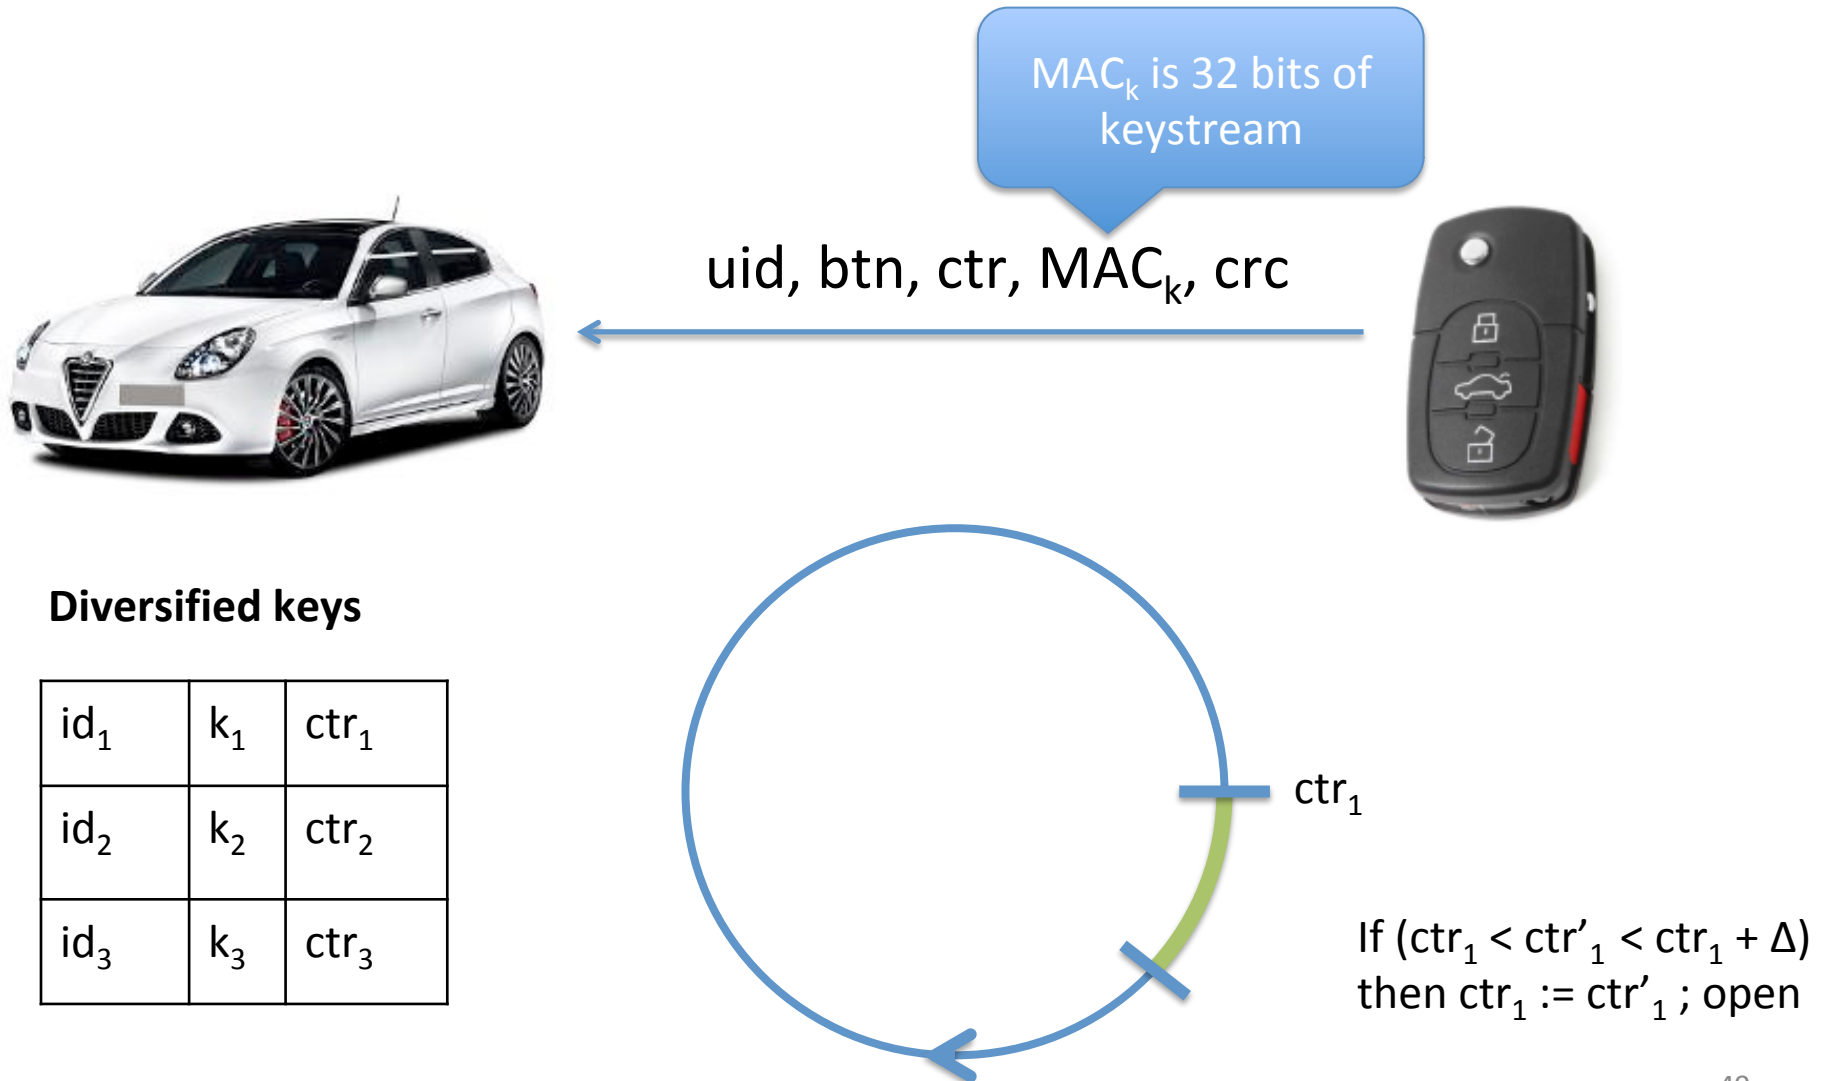 MACₖ is 32 bits of
keystream
uid, btn, ctr, MACₖ, crc
Diversified keys
id₁ k₁ ctr₁
id₂ k₂ ctr₂
id₃ k₃ ctr₃
ctr₁
If (ctr₁ < ctr’₁ < ctr₁ + Δ)
then ctr₁ := ctr’₁ ; open